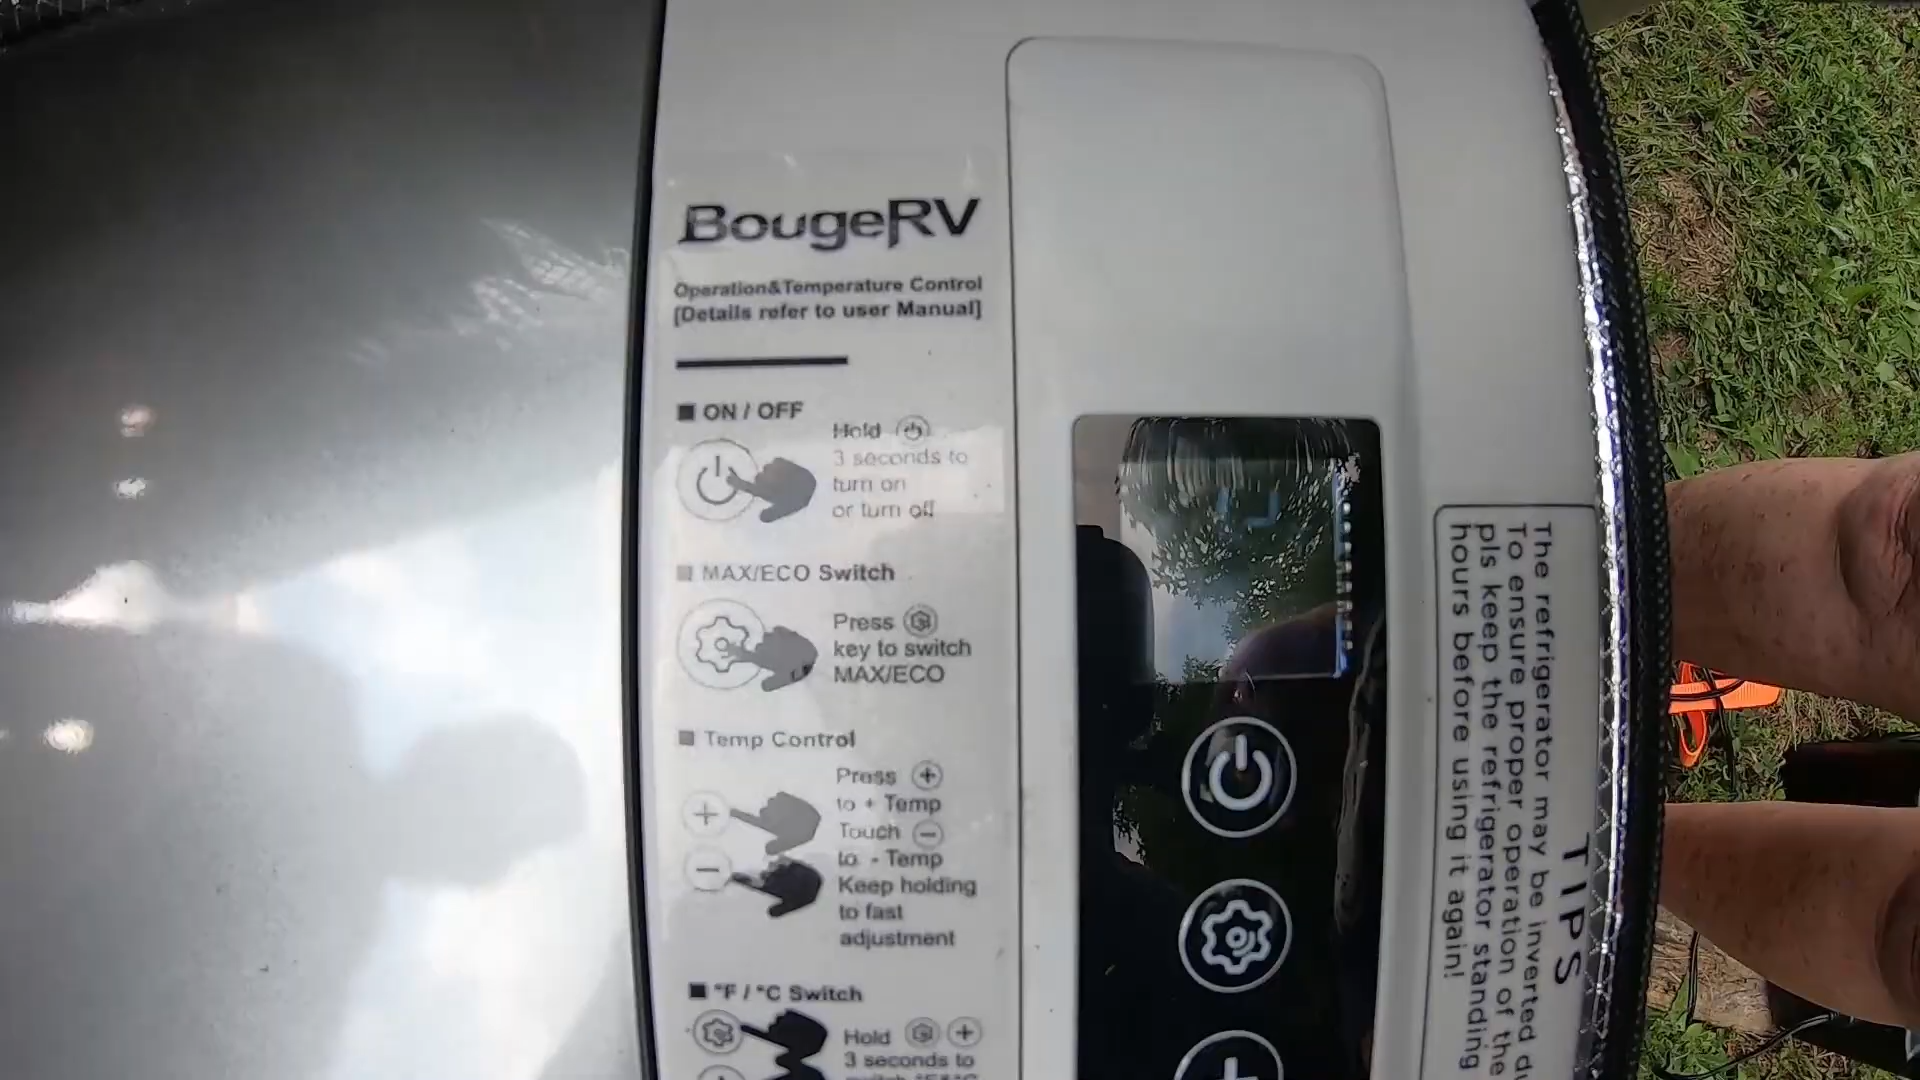 BougeRV
Operation&Temperature Control
[Details refer to user Manual]
ON / OFF
Hold
3 seconds to
turn on
or turn off
MAX/ECO Switch
Press
key to switch
MAX/ECO
Temp Control
Press
to + Temp
Touch
to - Temp
Keep holding
to fast
adjustment
°F / °C Switch
Hold
3 seconds to
TIPS
The refrigerator may be inverted
To ensure proper operation of the
pls keep the refrigerator standing
hours before using it again!